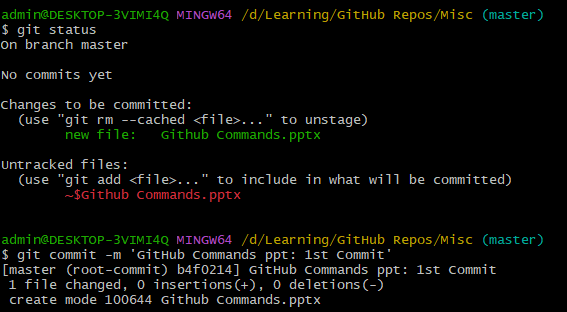 admin@DESKTOP-3VIMI4Q MINGW64 /d/Learning/GitHub Repos/Misc (master)
$ git status
On branch master
No commits yet
Changes to be committed:
  (use "git rm --cached <file>..." to unstage)
        new file:   Github Commands.pptx
Untracked files:
  (use "git add <file>..." to include in what will be committed)
        ~$Github Commands.pptx
admin@DESKTOP-3VIMI4Q MINGW64 /d/Learning/GitHub Repos/Misc (master)
$ git commit -m 'GitHub Commands ppt: 1st Commit'
[master (root-commit) b4f0214] GitHub Commands ppt: 1st Commit
 1 file changed, 0 insertions(+), 0 deletions(-)
 create mode 100644 Github Commands.pptx